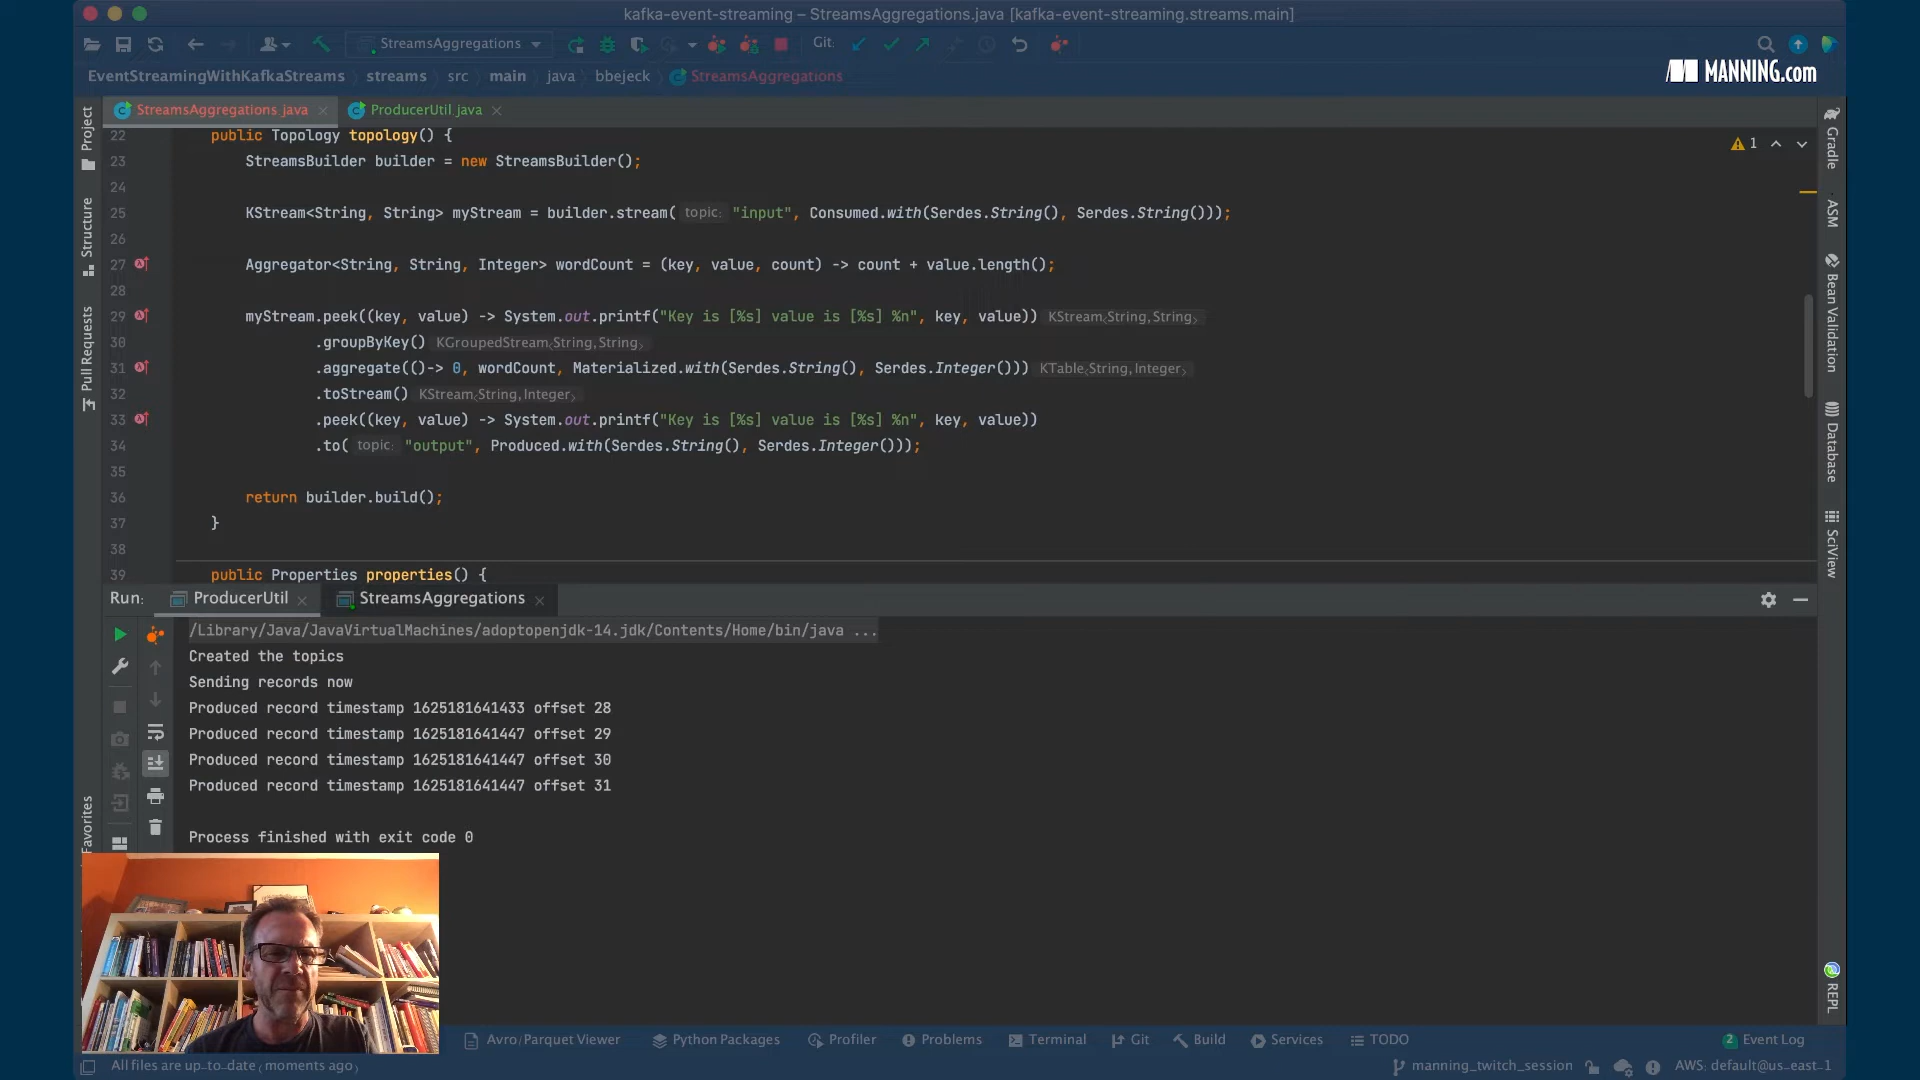 kafka-event-streaming – StreamsAggregations.java [kafka-event-streaming.streams.main]
StreamsAggregations
Git:
MANNING.com
EventStreamingWithKafkaStreams streams src main java bbejeck StreamsAggregations
StreamsAggregations.java ProducerUtil.java
Project
Structure
Pull Requests
Favorites
22 public Topology topology() {
23 StreamsBuilder builder = new StreamsBuilder();
24
25 KStream<String, String> myStream = builder.stream( topic: "input", Consumed.with(Serdes.String(), Serdes.String()));
26
27 Aggregator<String, String, Integer> wordCount = (key, value, count) -> count + value.length();
28
29 myStream.peek((key, value) -> System.out.printf("Key is [%s] value is [%s] %n", key, value)) KStream<String,String>
30 .groupByKey() KGroupedStream<String,String>
31 .aggregate(()-> 0, wordCount, Materialized.with(Serdes.String(), Serdes.Integer())) KTable<String,Integer>
32 .toStream() KStream<String,Integer>
33 .peek((key, value) -> System.out.printf("Key is [%s] value is [%s] %n", key, value))
34 .to( topic: "output", Produced.with(Serdes.String(), Serdes.Integer()));
35
36 return builder.build();
37 }
38
39 public Properties properties() {
1
Gradle
ASM
Bean Validation
Database
SciView
REPL
Run: ProducerUtil StreamsAggregations
/Library/Java/JavaVirtualMachines/adoptopenjdk-14.jdk/Contents/Home/bin/java ...
Created the topics
Sending records now
Produced record timestamp 1625181641433 offset 28
Produced record timestamp 1625181641447 offset 29
Produced record timestamp 1625181641447 offset 30
Produced record timestamp 1625181641447 offset 31
Process finished with exit code 0
Avro/Parquet Viewer Python Packages Profiler Problems Terminal Git Build Services TODO 2 Event Log
All files are up-to-date (moments ago) manning_twitch_session AWS: default@us-east-1